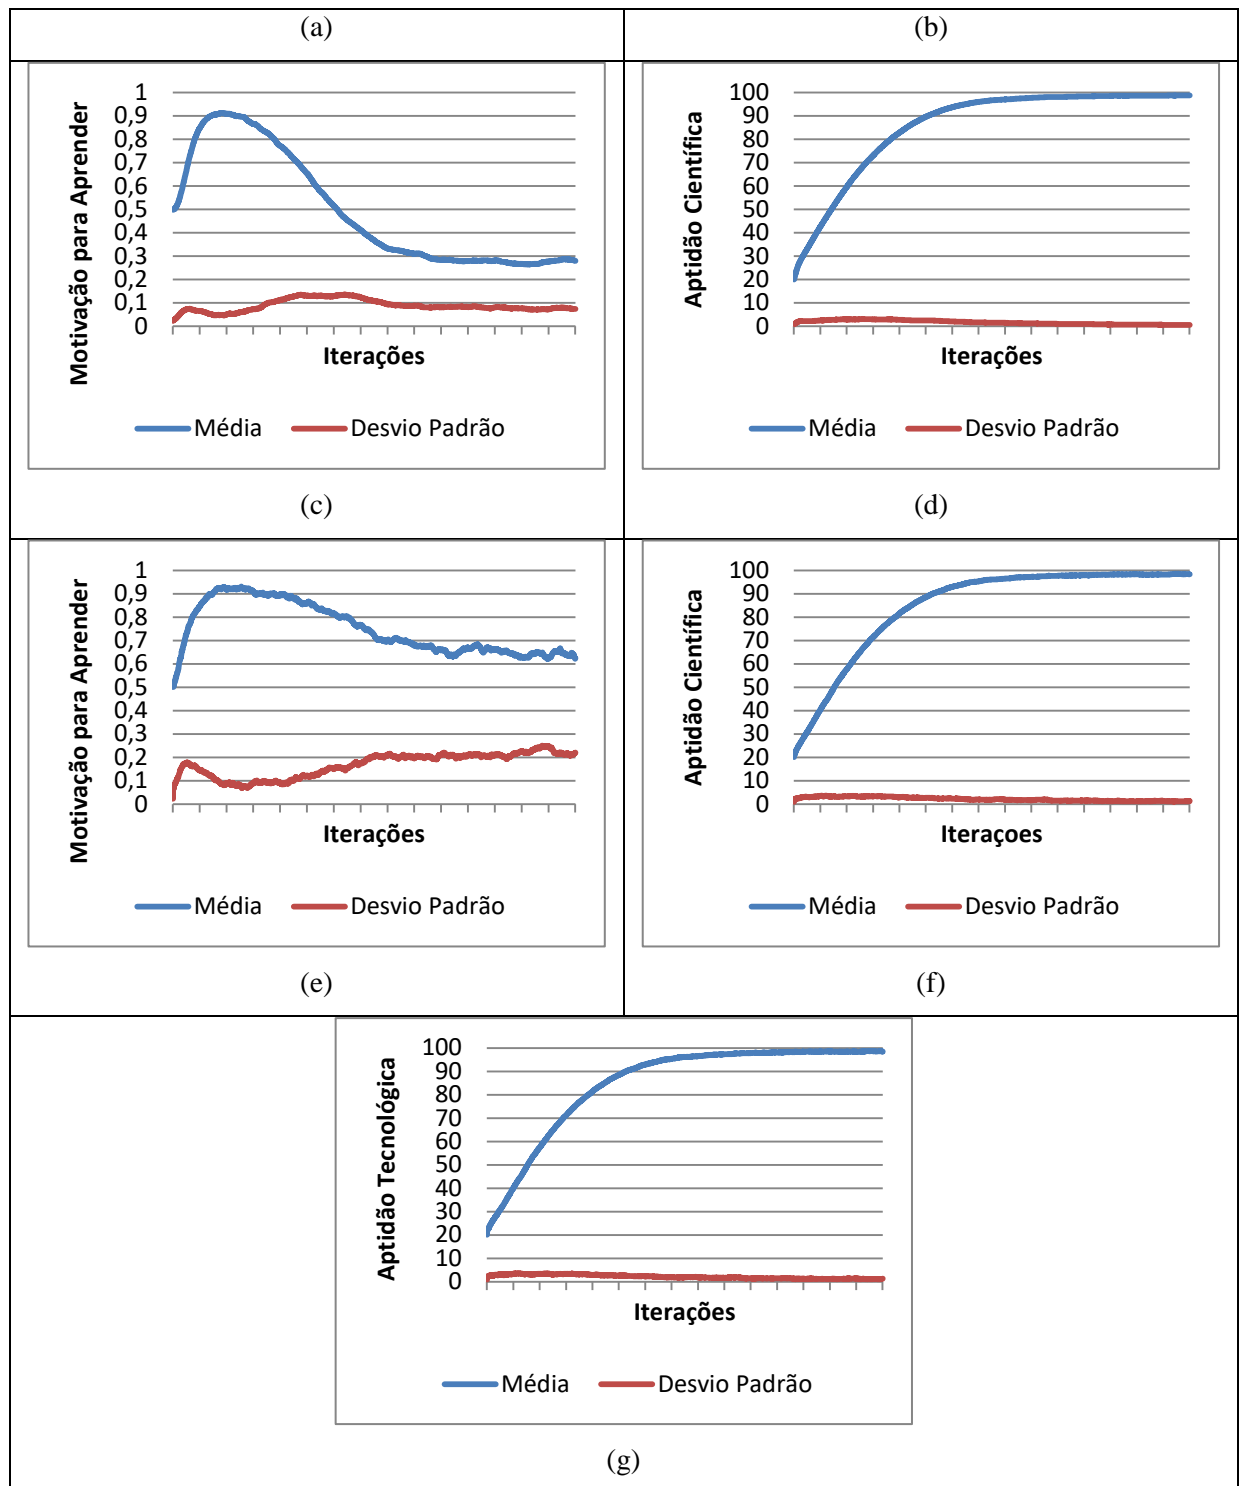 (a)
(b)
Motivação para Aprender
1
0,9
0,8
0,7
0,6
0,5
0,4
0,3
0,2
0,1
0
Iterações
Média
Desvio Padrão
Aptidão Científica
100
90
80
70
60
50
40
30
20
10
0
Iterações
Média
Desvio Padrão
(c)
(d)
Motivação para Aprender
1
0,9
0,8
0,7
0,6
0,5
0,4
0,3
0,2
0,1
0
Iterações
Média
Desvio Padrão
Aptidão Científica
100
90
80
70
60
50
40
30
20
10
0
Iteraçoes
Média
Desvio Padrão
(e)
(f)
Aptidão Tecnológica
100
90
80
70
60
50
40
30
20
10
0
Iterações
Média
Desvio Padrão
(g)